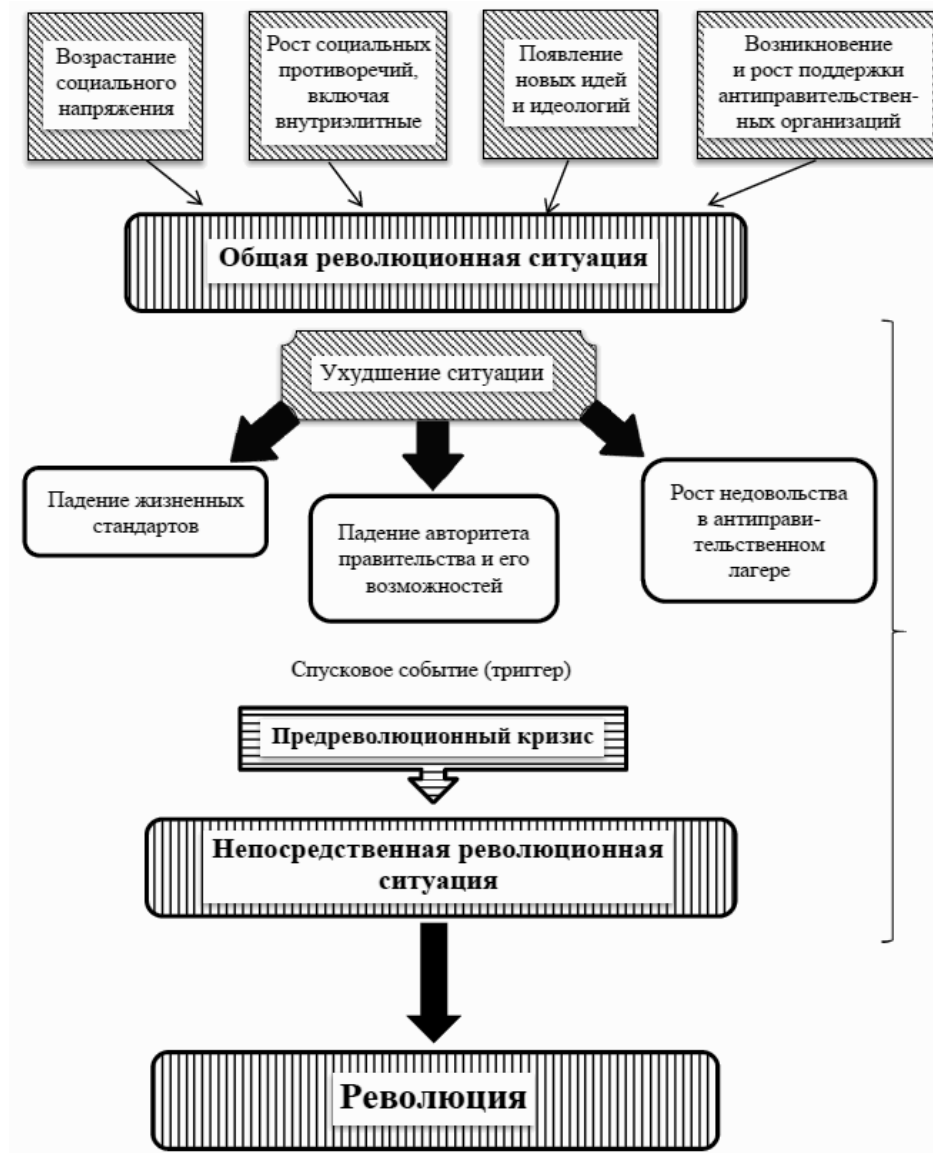 Возрастание
социального
напряжения
Рост социальных
противоречий,
включая
внутриэлитные
Появление
новых идей
и идеологий
Возникновение
и рост поддержки
антиправительствен-
ных организаций
Общая революционная ситуация
Ухудшение ситуации
Падение жизненных
стандартов
Падение авторитета
правительства и его
возможностей
Рост недовольства
в антиправи-
тельственном
лагере
Спусковое событие (триггер)
Предреволюционный кризис
Непосредственная революционная
ситуация
Революция